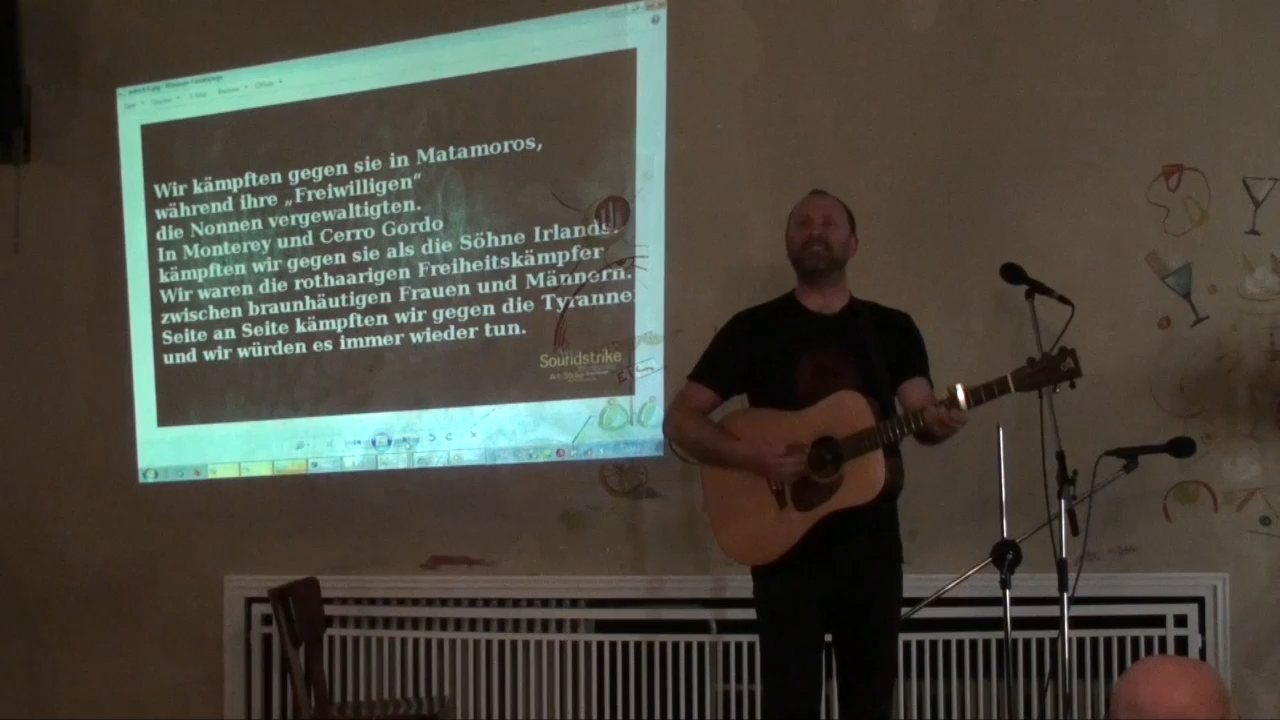 Wir kämpften gegen sie in Matamoros,
während ihre „Freiwilligen“
die Nonnen vergewaltigten.
In Monterey und Cerro Gordo
kämpften wir gegen sie als die Söhne Irlands.
Wir waren die rothaarigen Freiheitskämpfer
zwischen braunhäutigen Frauen und Männern.
Seite an Seite kämpften wir gegen die
und wir würden es immer wieder tun.
Soundstrike